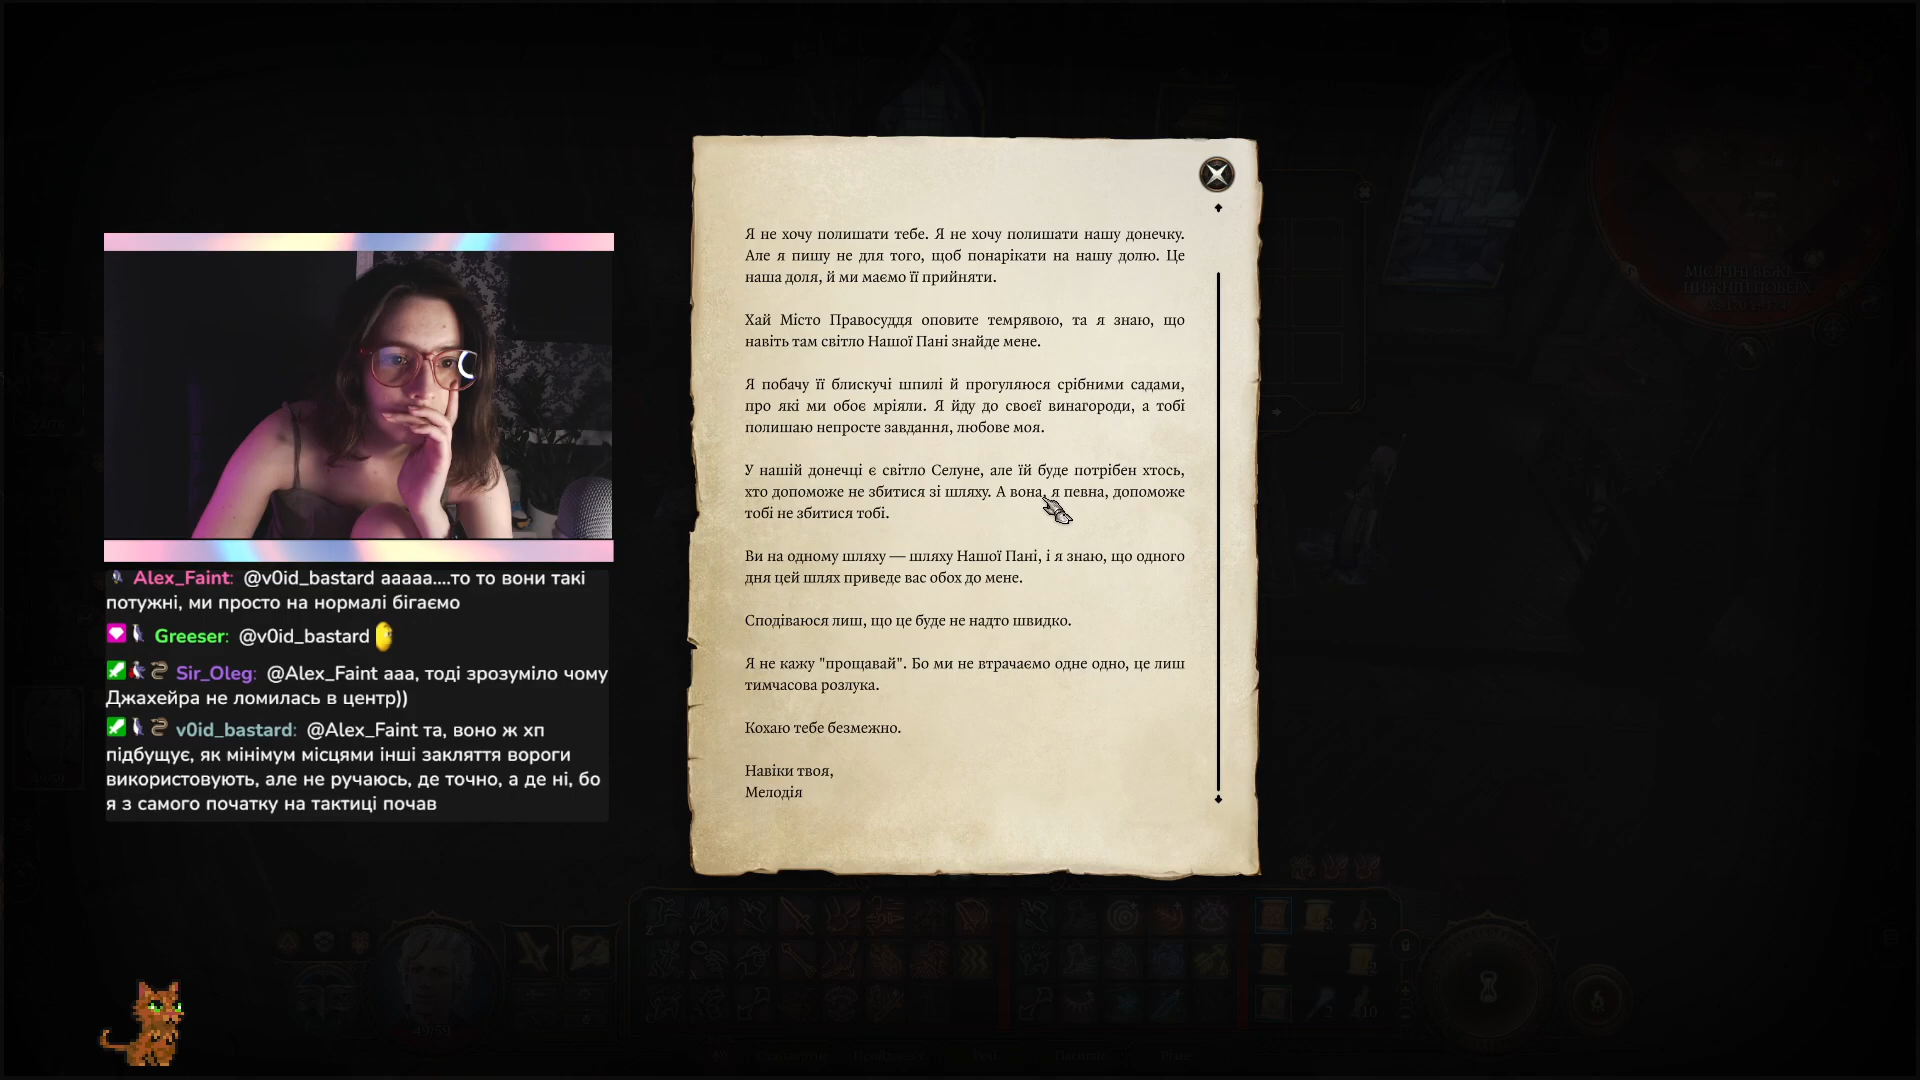 Я не хочу полишати тебе. Я не хочу полишати нашу донечку.
Але я пишу не для того, щоб понарікати на нашу долю. Це
наша доля, й ми маємо її прийняти.
Хай Місто Правосуддя оповите темрявою, та я знаю, що
навіть там світло Нашої Пані знайде мене.
Я побачу її блискучі шпилі й прогуляюся срібними садами,
про які ми обоє мріяли. Я йду до своєї винагороди, а тобі
полишаю непросте завдання, любове моя.
У нашій донечці є світло Селуне, але їй буде потрібен хтось,
хто допоможе не збитися зі шляху. А вона, я певна, допоможе
тобі не збитися тобі.
Ви на одному шляху — шляху Нашої Пані, і я знаю, що одного
дня цей шлях приведе вас обох до мене.
Сподіваюся лиш, що це буде не надто швидко.
Я не кажу "прощавай". Бо ми не втрачаємо одне одно, це лиш
тимчасова розлука.
Кохаю тебе безмежно.
Навіки твоя,
Мелодія
Alex_Faint: @v0id_bastard ааааа....то то вони такі
потужні, ми просто на нормалі бігаємо
Greeser: @v0id_bastard
Sir_Oleg: @Alex_Faint ааа, тоді зрозуміло чому
Джахейра не ломилась в центр))
v0id_bastard: @Alex_Faint та, воно ж хп
підбущує, як мінімум місцями інші закляття вороги
використовують, але не ручаюсь, де точно, а де ні, бо
я з самого початку на тактиці почав
МІСЯЧНІ ВЕЖІ —
НИЖНІЙ ПОВЕРХ